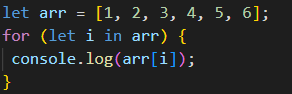 let arr = [1, 2, 3, 4, 5, 6];
for (let i in arr) {
 console.log(arr[i]);
}